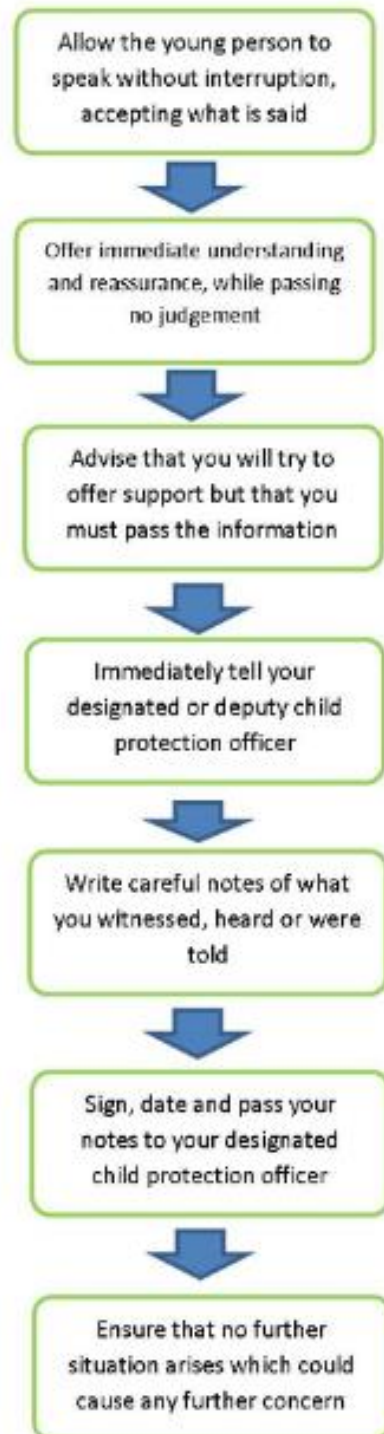 Allow the young person to
speak without interruption,
accepting what is said
Offer immediate understanding
and reassurance, while passing
no judgement
Advise that you will try to
offer support but that you
must pass the information
Immediately tell your
designated or deputy child
protection officer
Write careful notes of what
you witnessed, heard or were
told
Sign, date and pass your
notes to your designated
child protection officer
Ensure that no further
situation arises which could
cause any further concern